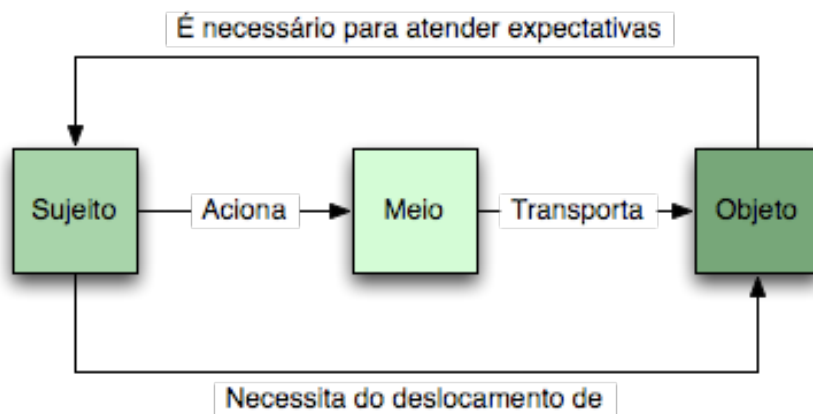 É necessário para atender expectativas
Sujeito
Aciona
Meio
Transporta
Objeto
Necessita do deslocamento de